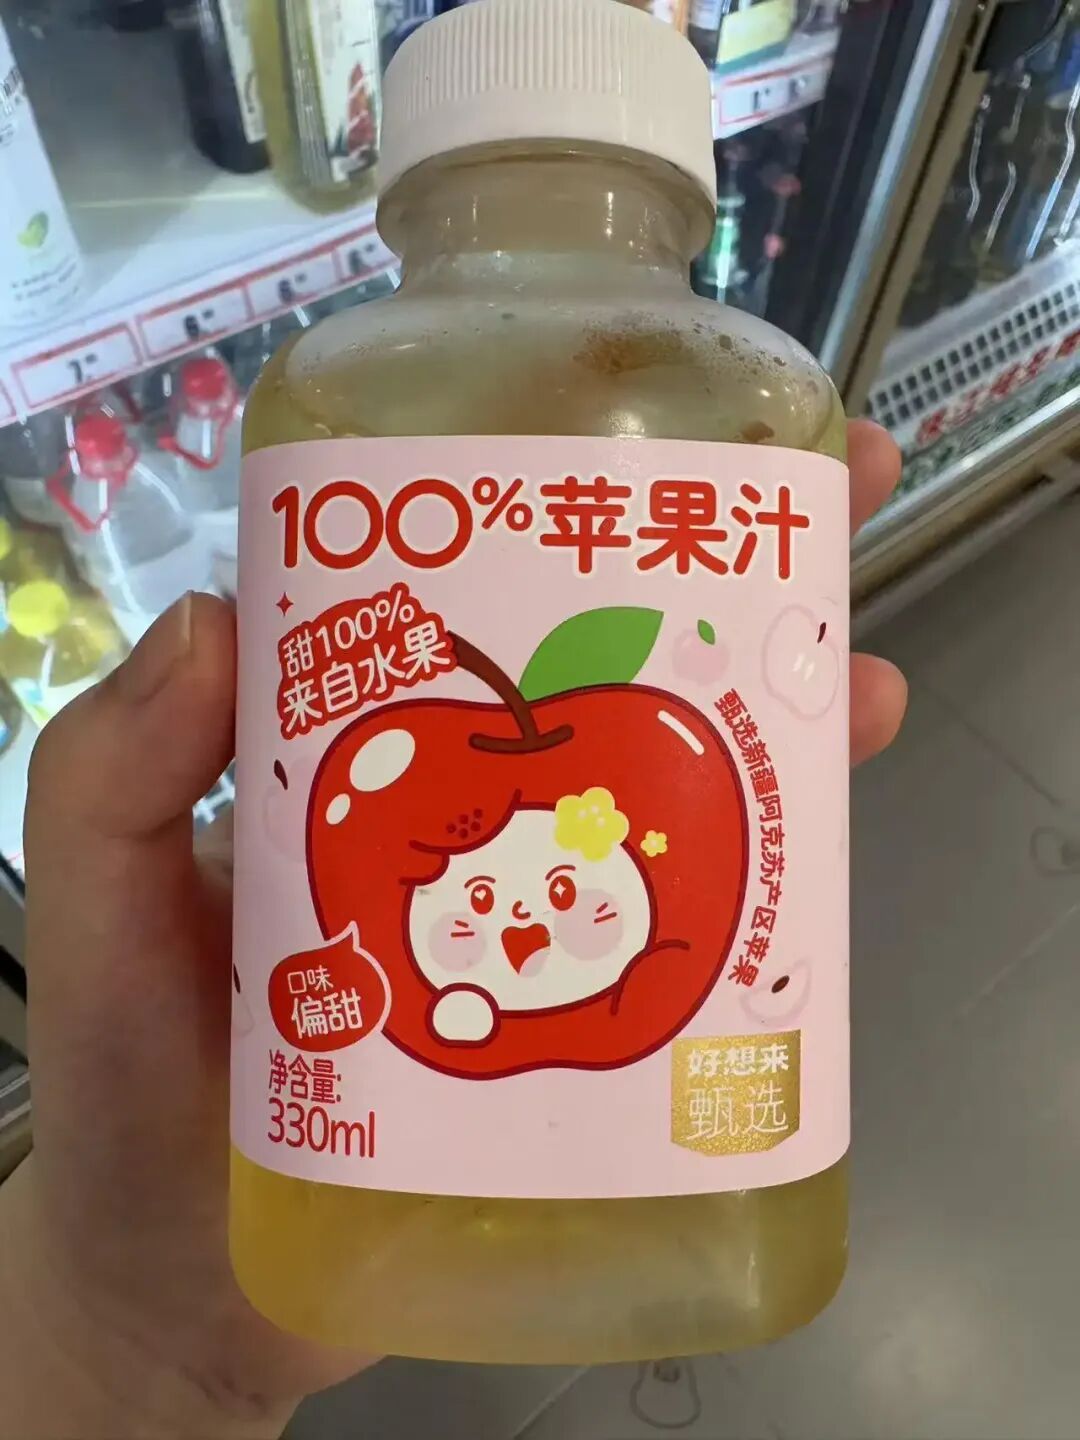 100%苹果汁
甜100%
来自水果
甄选新疆阿克苏产区苹果
口味
偏甜
净含量:
330ml
好想来
甄选